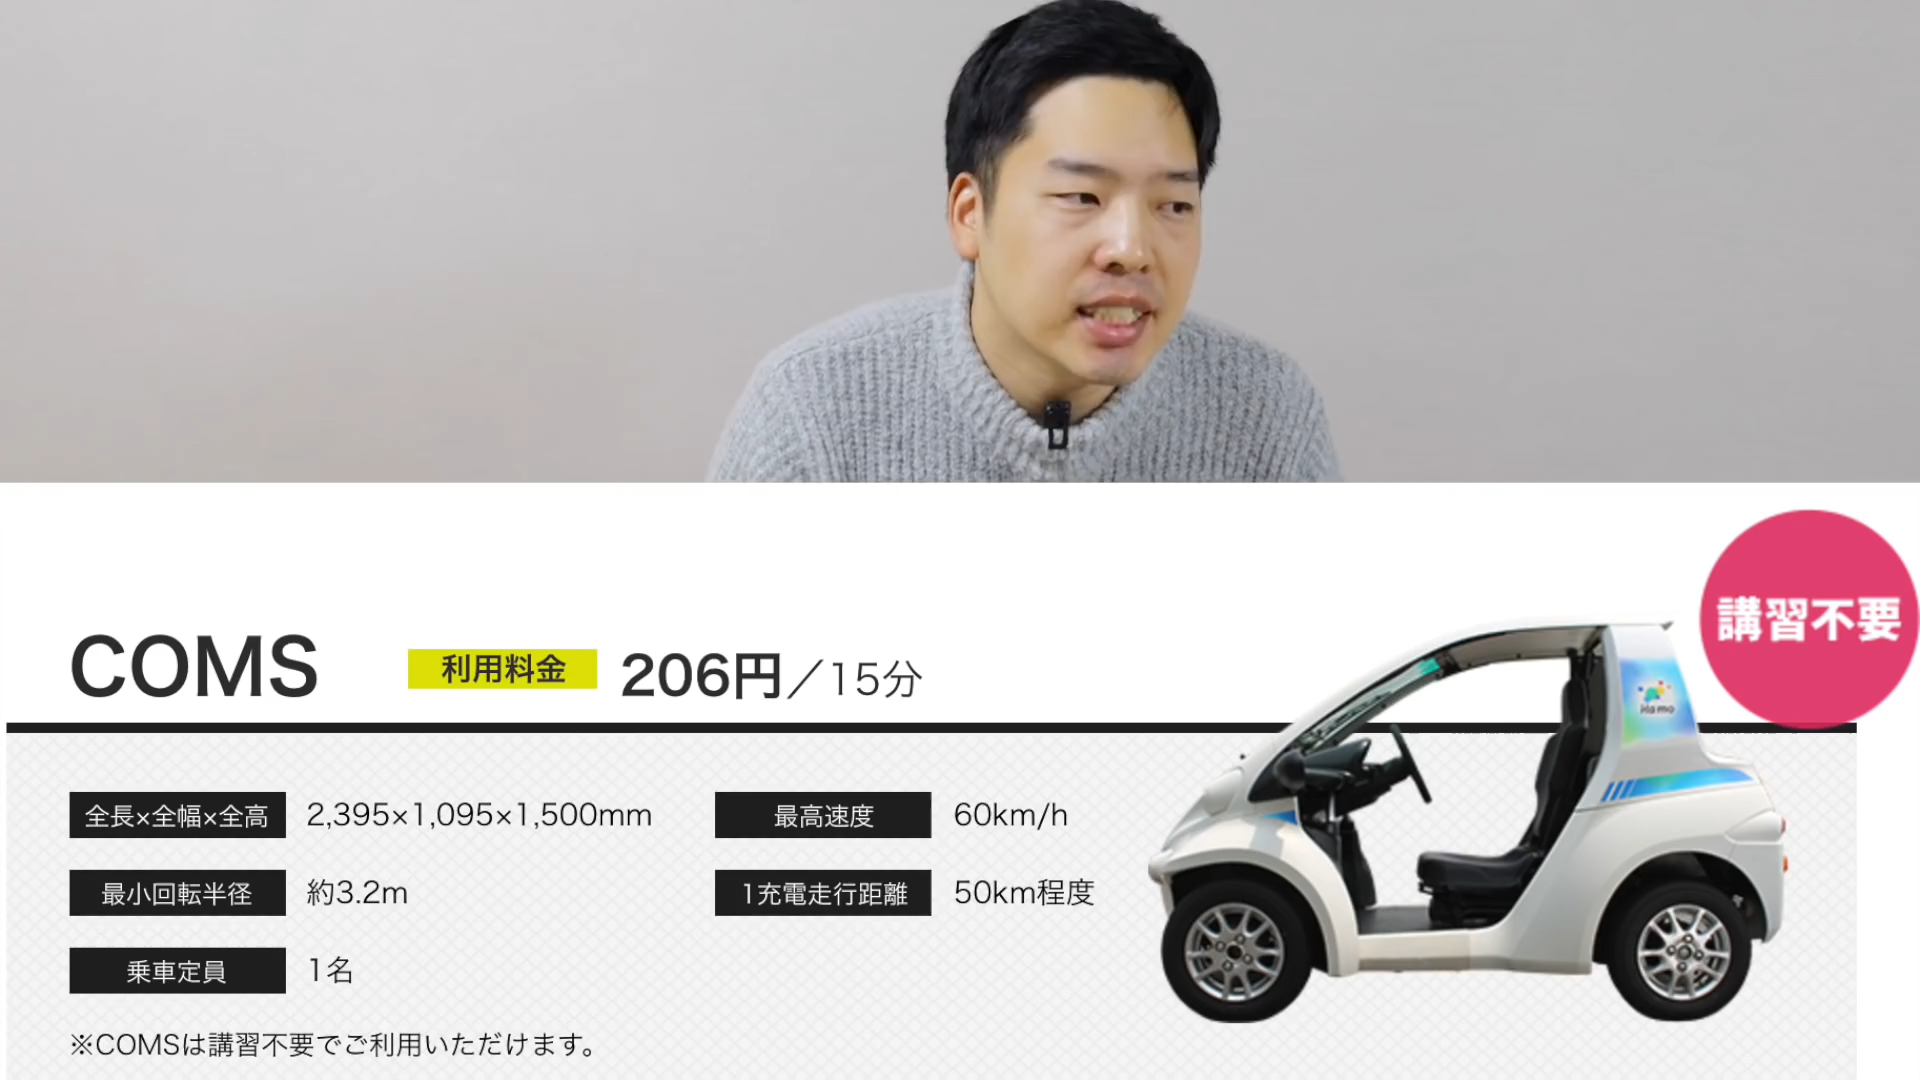 講習不要
COMS 利用料金 206円／15分
Ha:mo
全長×全幅×全高 2,395×1,095×1,500mm 最高速度 60km/h
最小回転半径 約3.2m 1充電走行距離 50km程度
乗車定員 1名
※COMSは講習不要でご利用いただけます。